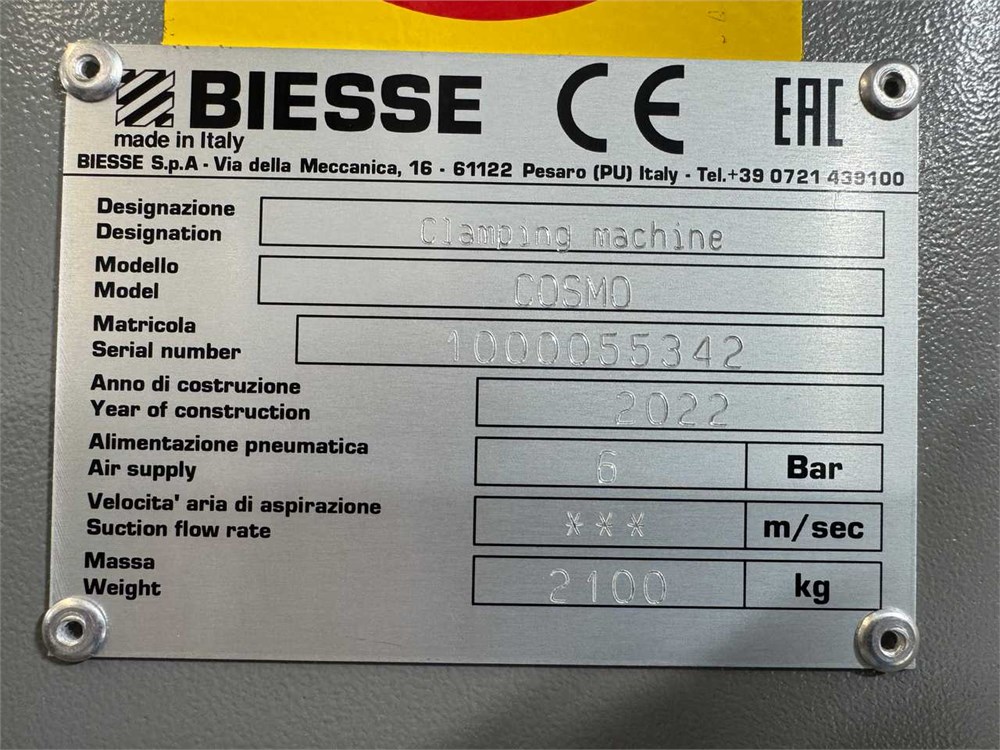 BIESSE CE EAC
made in Italy
BIESSE S.p.A - Via della Meccanica, 16 - 61122 Pesaro (PU) Italy - Tel.+39 0721 439100
Designazione
Designation
Clamping machine
Modello
Model
COSMO
Matricola
Serial number
1000055342
Anno di costruzione
Year of construction
2022
Alimentazione pneumatica
Air supply
6 Bar
Velocita' aria di aspirazione
Suction flow rate
*** m/sec
Massa
Weight
2100 kg